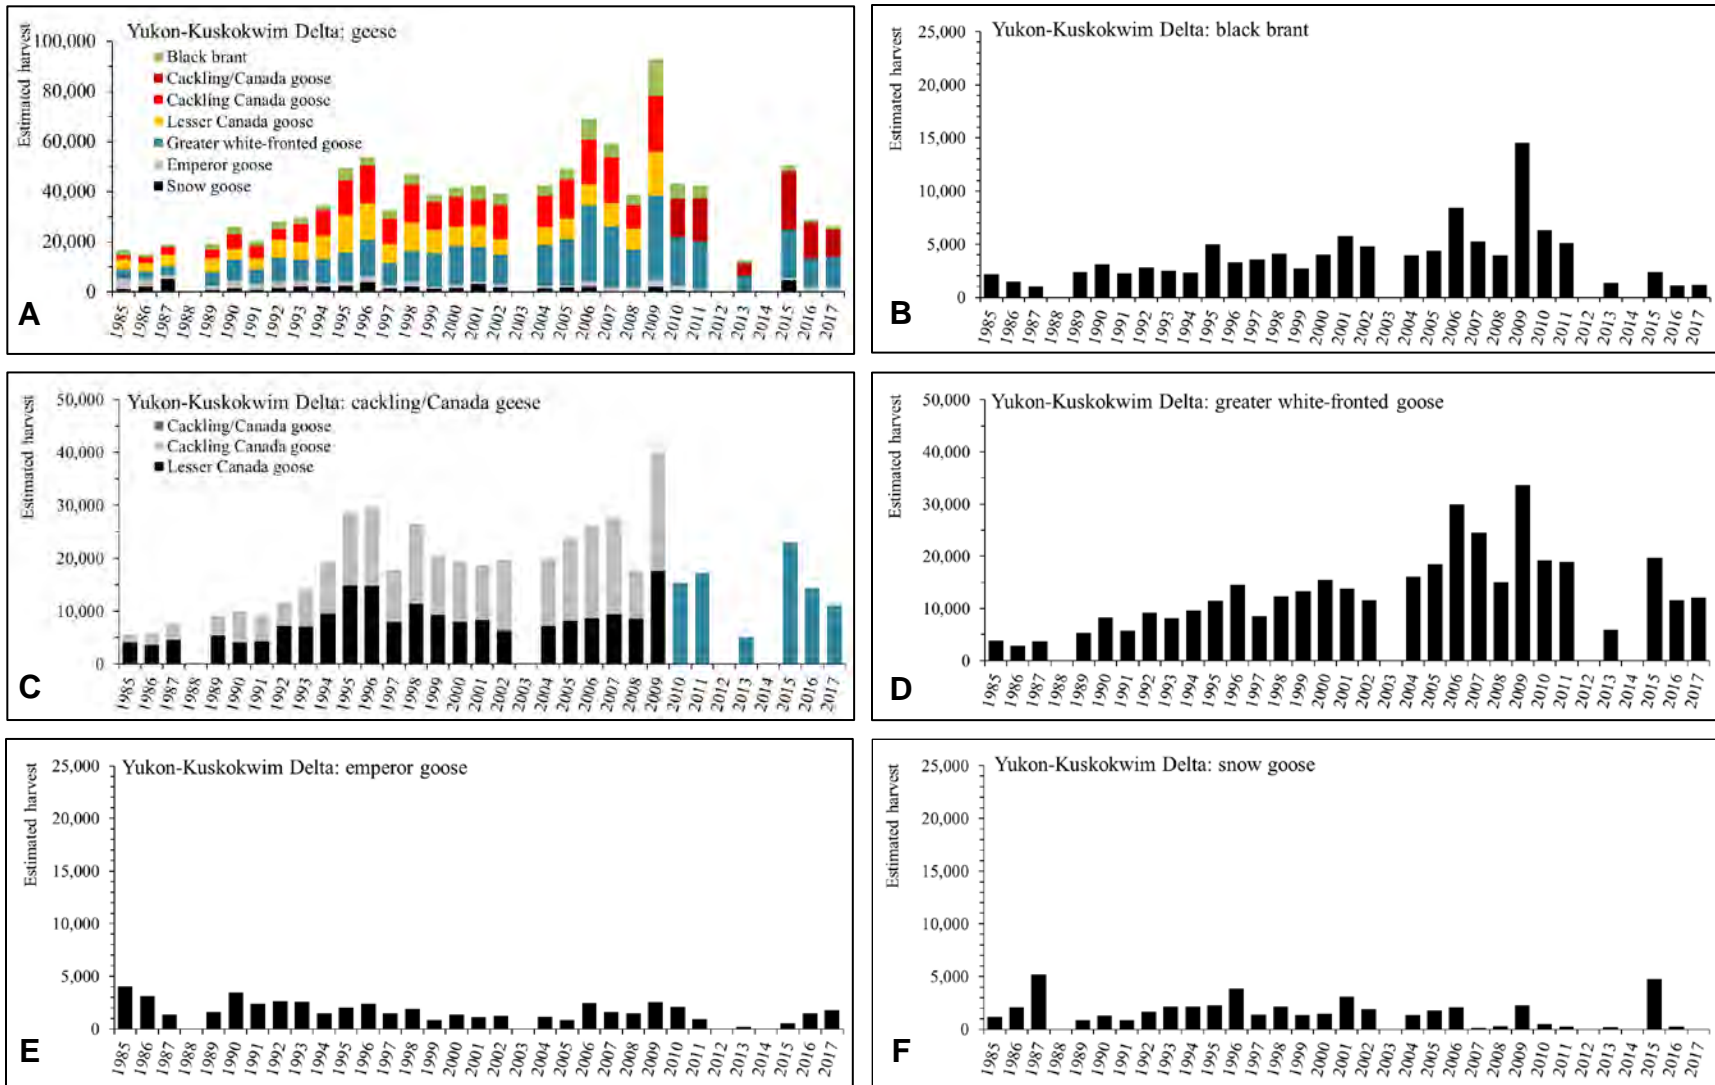 Yukon-Kuskokwim Delta: geese
Estimated harvest
100,000
80,000
60,000
40,000
20,000
0
Black brant
Cackling/Canada goose
Cackling Canada goose
Lesser Canada goose
Greater white-fronted goose
Emperor goose
Snow goose
1985 1986 1987 1988 1989 1990 1991 1992 1993 1994 1995 1996 1997 1998 1999 2000 2001 2002 2003 2004 2005 2006 2007 2008 2009 2010 2011 2012 2013 2014 2015 2016 2017
A
Yukon-Kuskokwim Delta: black brant
Estimated harvest
25,000
20,000
15,000
10,000
5,000
0
1985 1986 1987 1988 1989 1990 1991 1992 1993 1994 1995 1996 1997 1998 1999 2000 2001 2002 2003 2004 2005 2006 2007 2008 2009 2010 2011 2012 2013 2014 2015 2016 2017
B
Yukon-Kuskokwim Delta: cackling/Canada geese
Estimated harvest
50,000
40,000
30,000
20,000
10,000
0
Cackling/Canada goose
Cackling Canada goose
Lesser Canada goose
1985 1986 1987 1988 1989 1990 1991 1992 1993 1994 1995 1996 1997 1998 1999 2000 2001 2002 2003 2004 2005 2006 2007 2008 2009 2010 2011 2012 2013 2014 2015 2016 2017
C
Yukon-Kuskokwim Delta: greater white-fronted goose
Estimated harvest
50,000
40,000
30,000
20,000
10,000
0
1985 1986 1987 1988 1989 1990 1991 1992 1993 1994 1995 1996 1997 1998 1999 2000 2001 2002 2003 2004 2005 2006 2007 2008 2009 2010 2011 2012 2013 2014 2015 2016 2017
D
Yukon-Kuskokwim Delta: emperor goose
Estimated harvest
25,000
20,000
15,000
10,000
5,000
0
1985 1986 1987 1988 1989 1990 1991 1992 1993 1994 1995 1996 1997 1998 1999 2000 2001 2002 2003 2004 2005 2006 2007 2008 2009 2010 2011 2012 2013 2014 2015 2016 2017
E
Yukon-Kuskokwim Delta: snow goose
Estimated harvest
25,000
20,000
15,000
10,000
5,000
0
1985 1986 1987 1988 1989 1990 1991 1992 1993 1994 1995 1996 1997 1998 1999 2000 2001 2002 2003 2004 2005 2006 2007 2008 2009 2010 2011 2012 2013 2014 2015 2016 2017
F